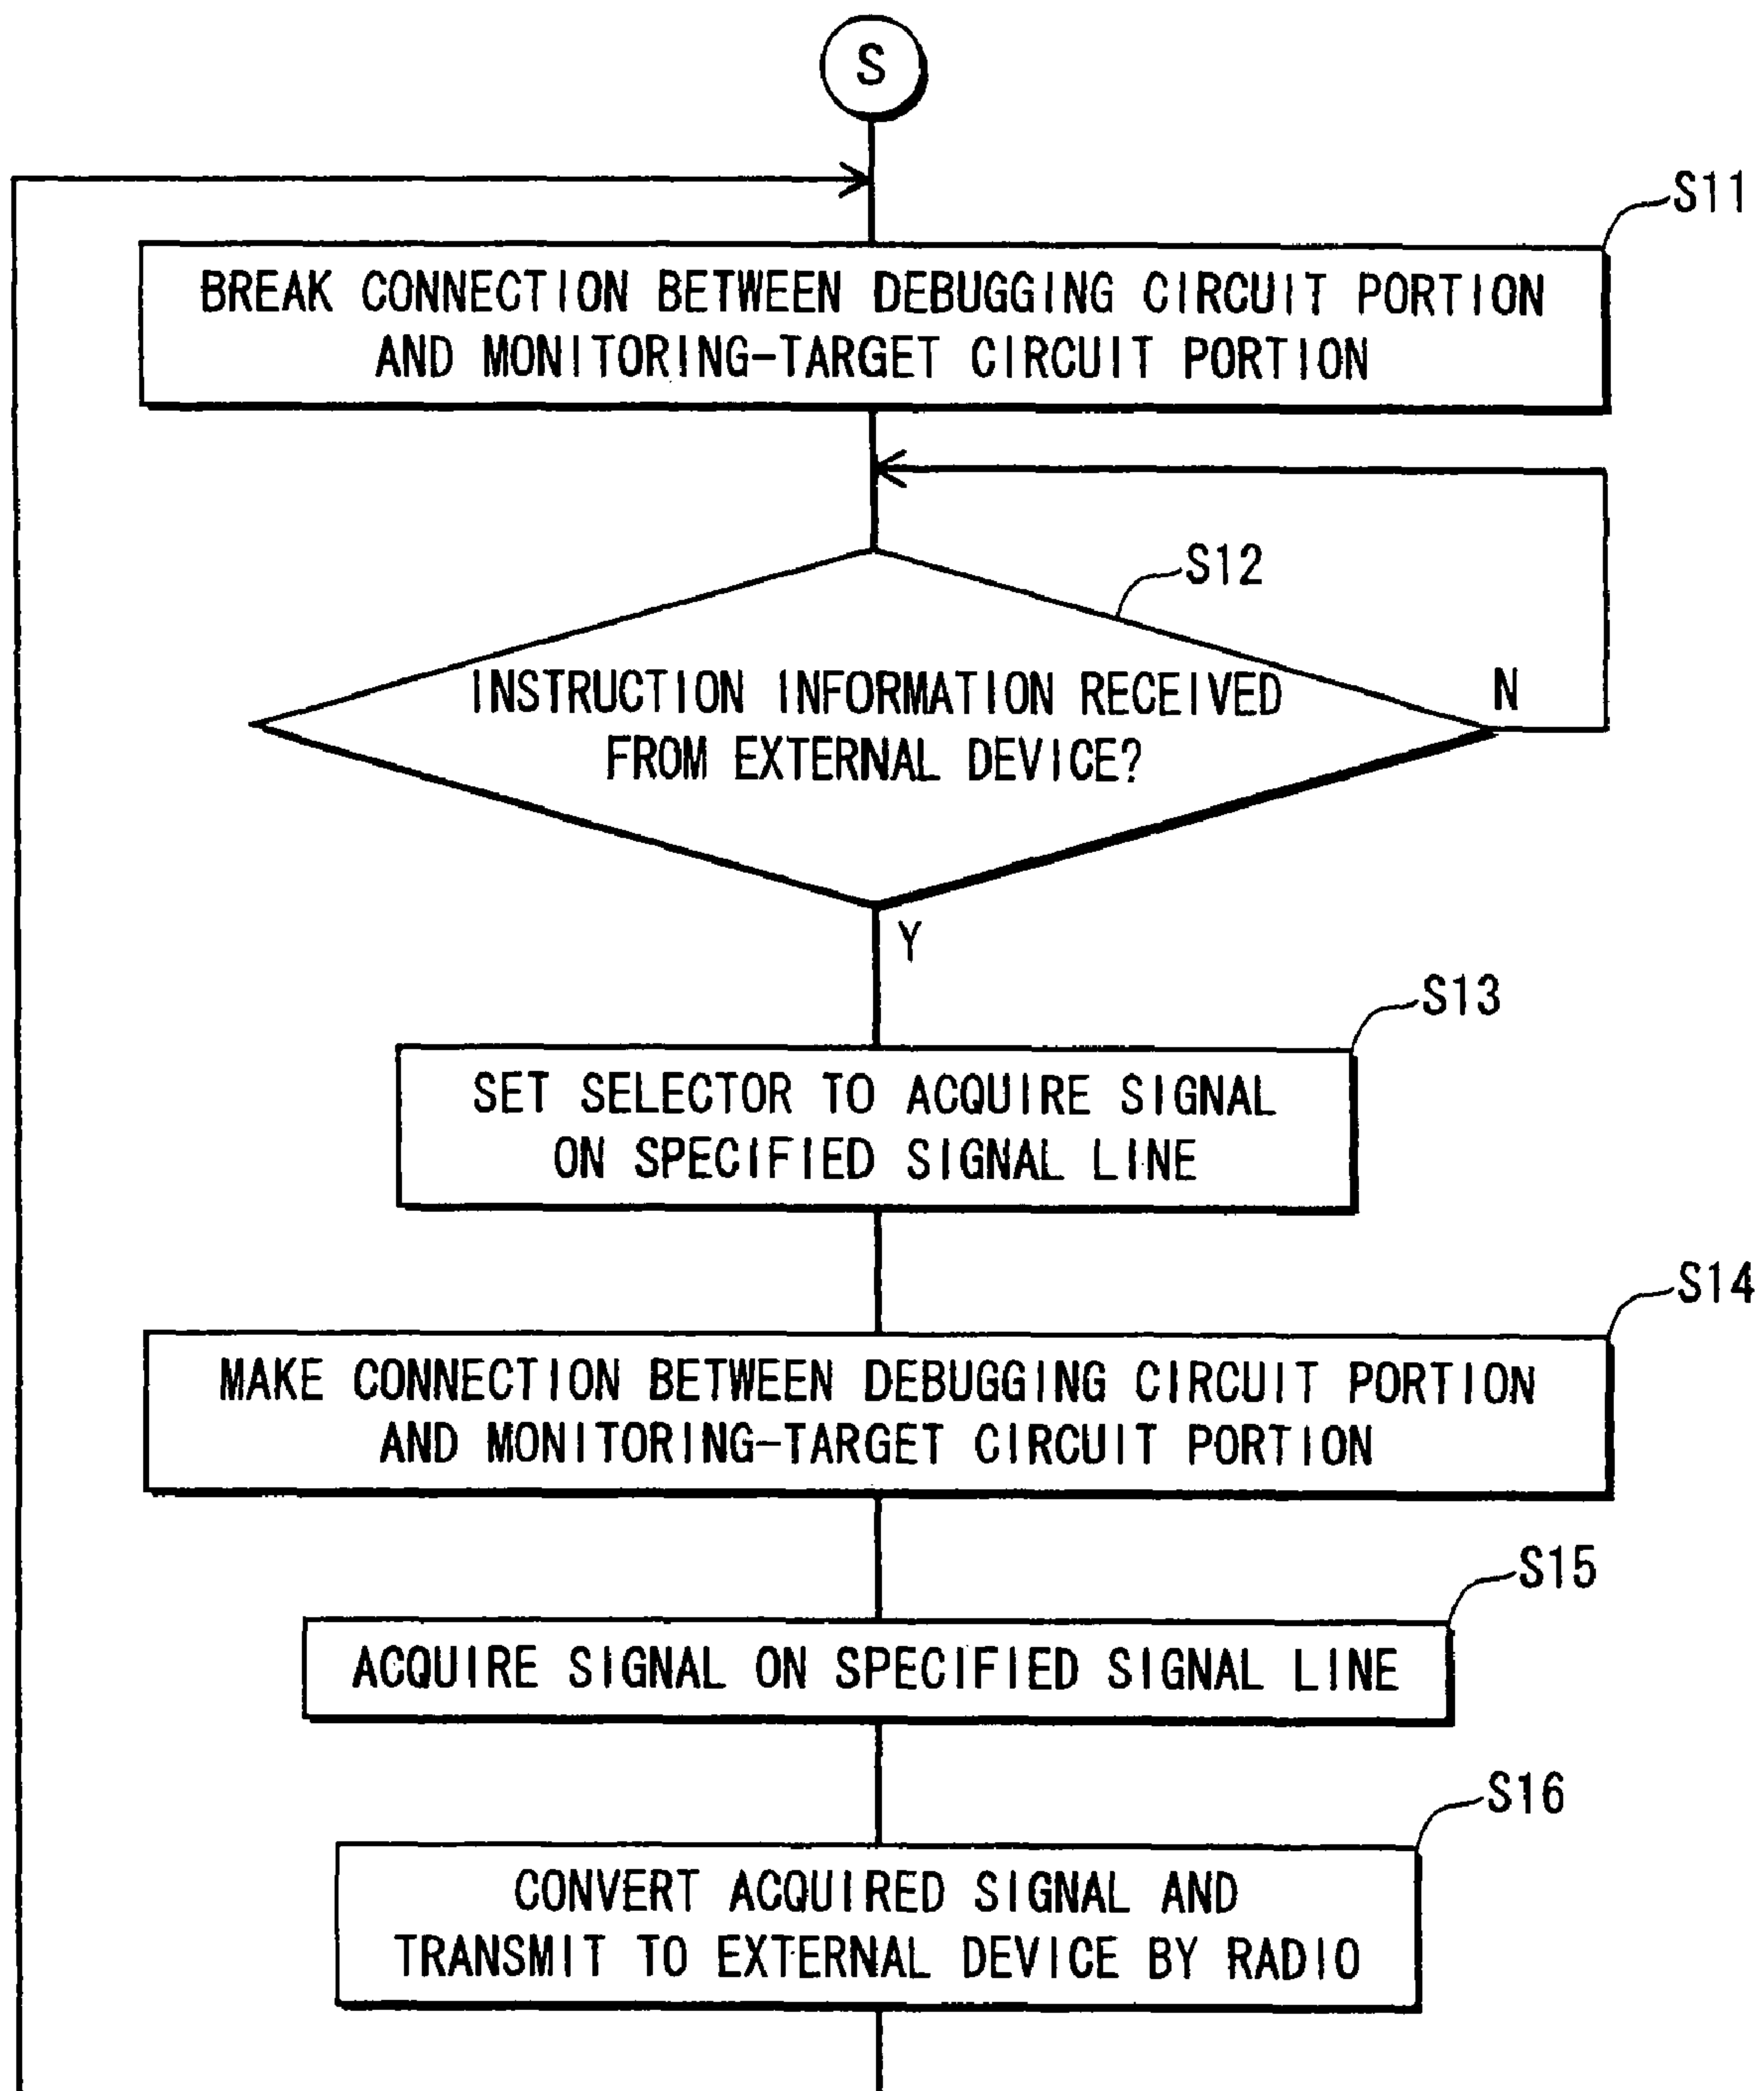 S
S11
BREAK CONNECTION BETWEEN DEBUGGING CIRCUIT PORTION
AND MONITORING-TARGET CIRCUIT PORTION
S12
INSTRUCTION INFORMATION RECEIVED
FROM EXTERNAL DEVICE?
N
Y
S13
SET SELECTOR TO ACQUIRE SIGNAL
ON SPECIFIED SIGNAL LINE
S14
MAKE CONNECTION BETWEEN DEBUGGING CIRCUIT PORTION
AND MONITORING-TARGET CIRCUIT PORTION
S15
ACQUIRE SIGNAL ON SPECIFIED SIGNAL LINE
S16
CONVERT ACQUIRED SIGNAL AND
TRANSMIT TO EXTERNAL DEVICE BY RADIO